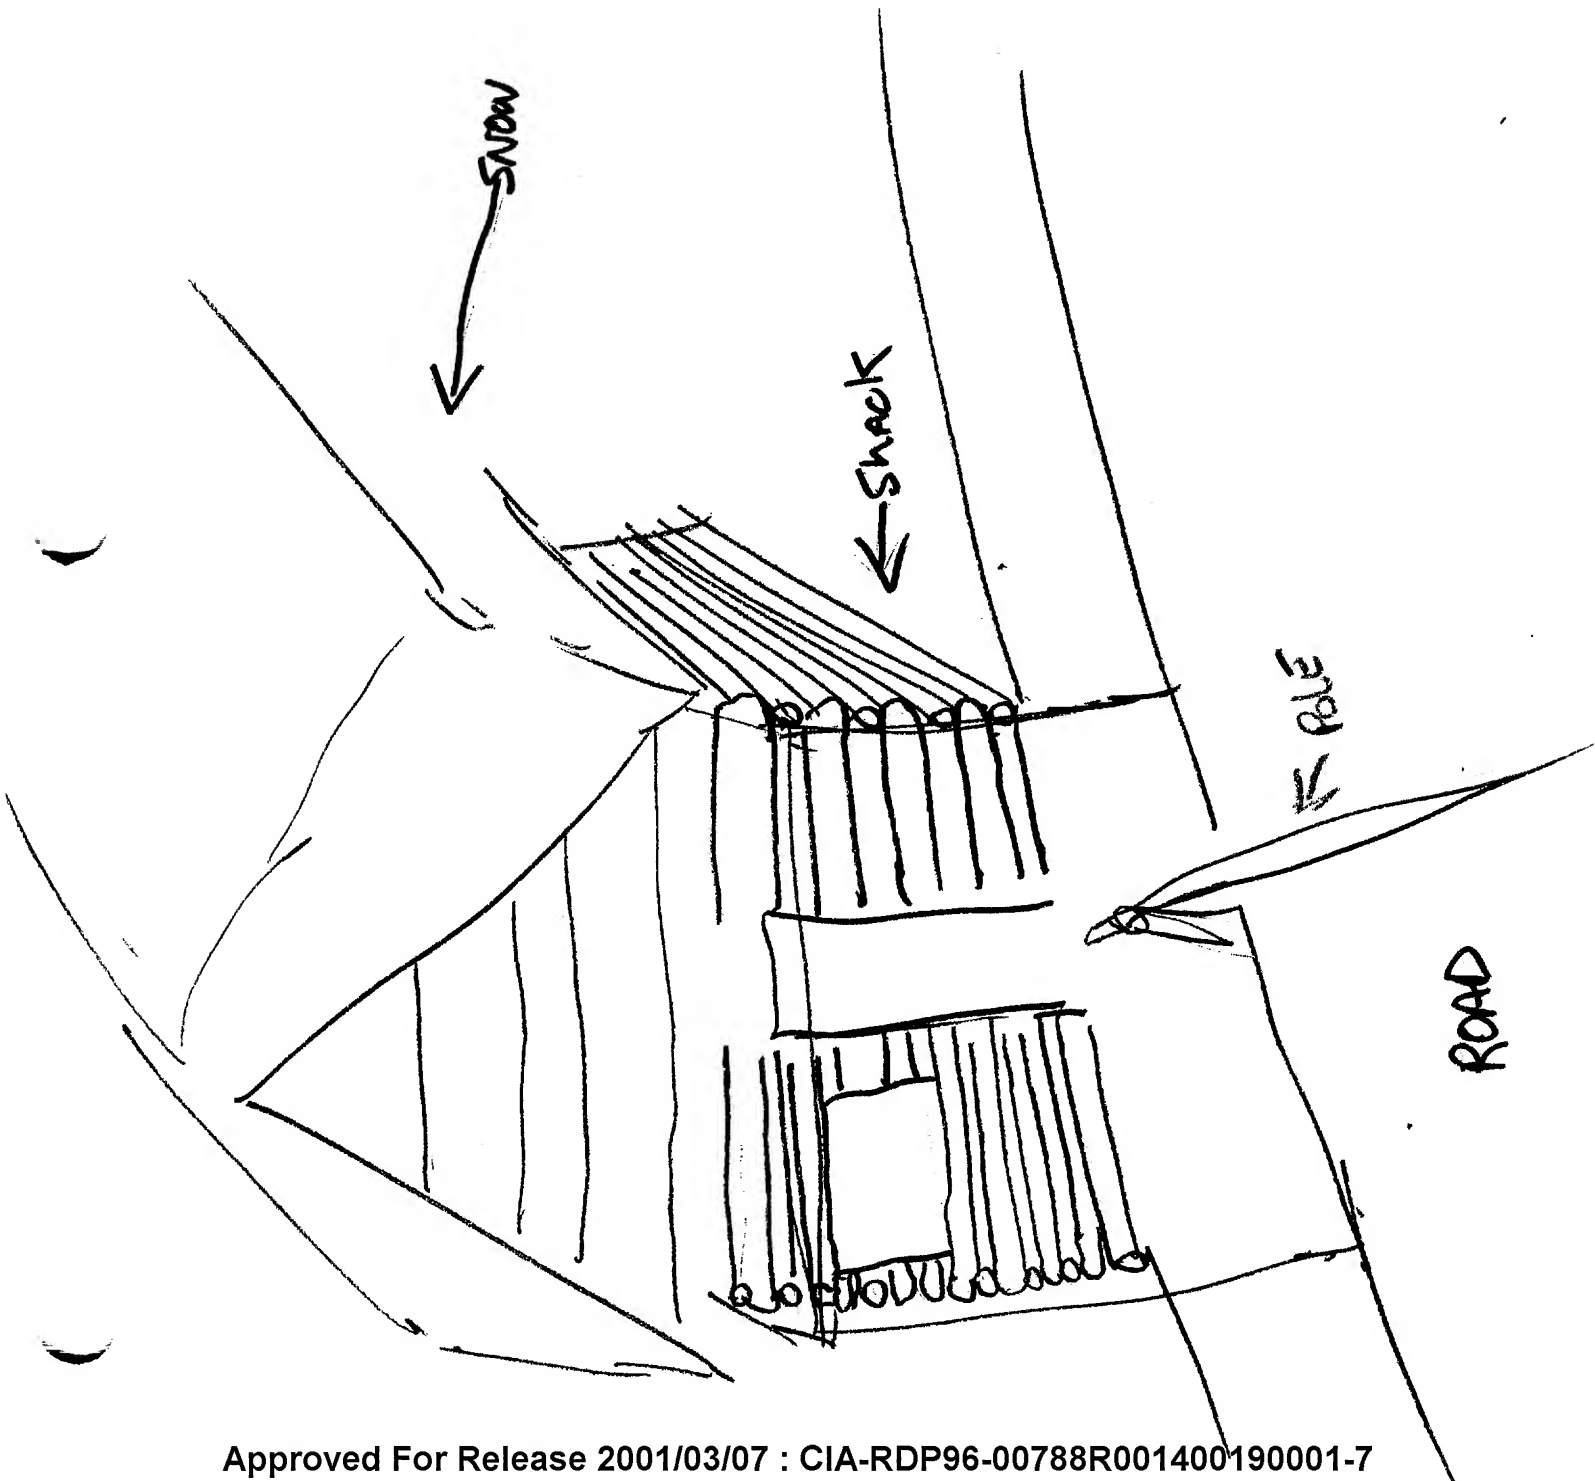 SNOW
Shack
Pole
ROAD
Approved For Release 2001/03/07 : CIA-RDP96-00788R001400190001-7